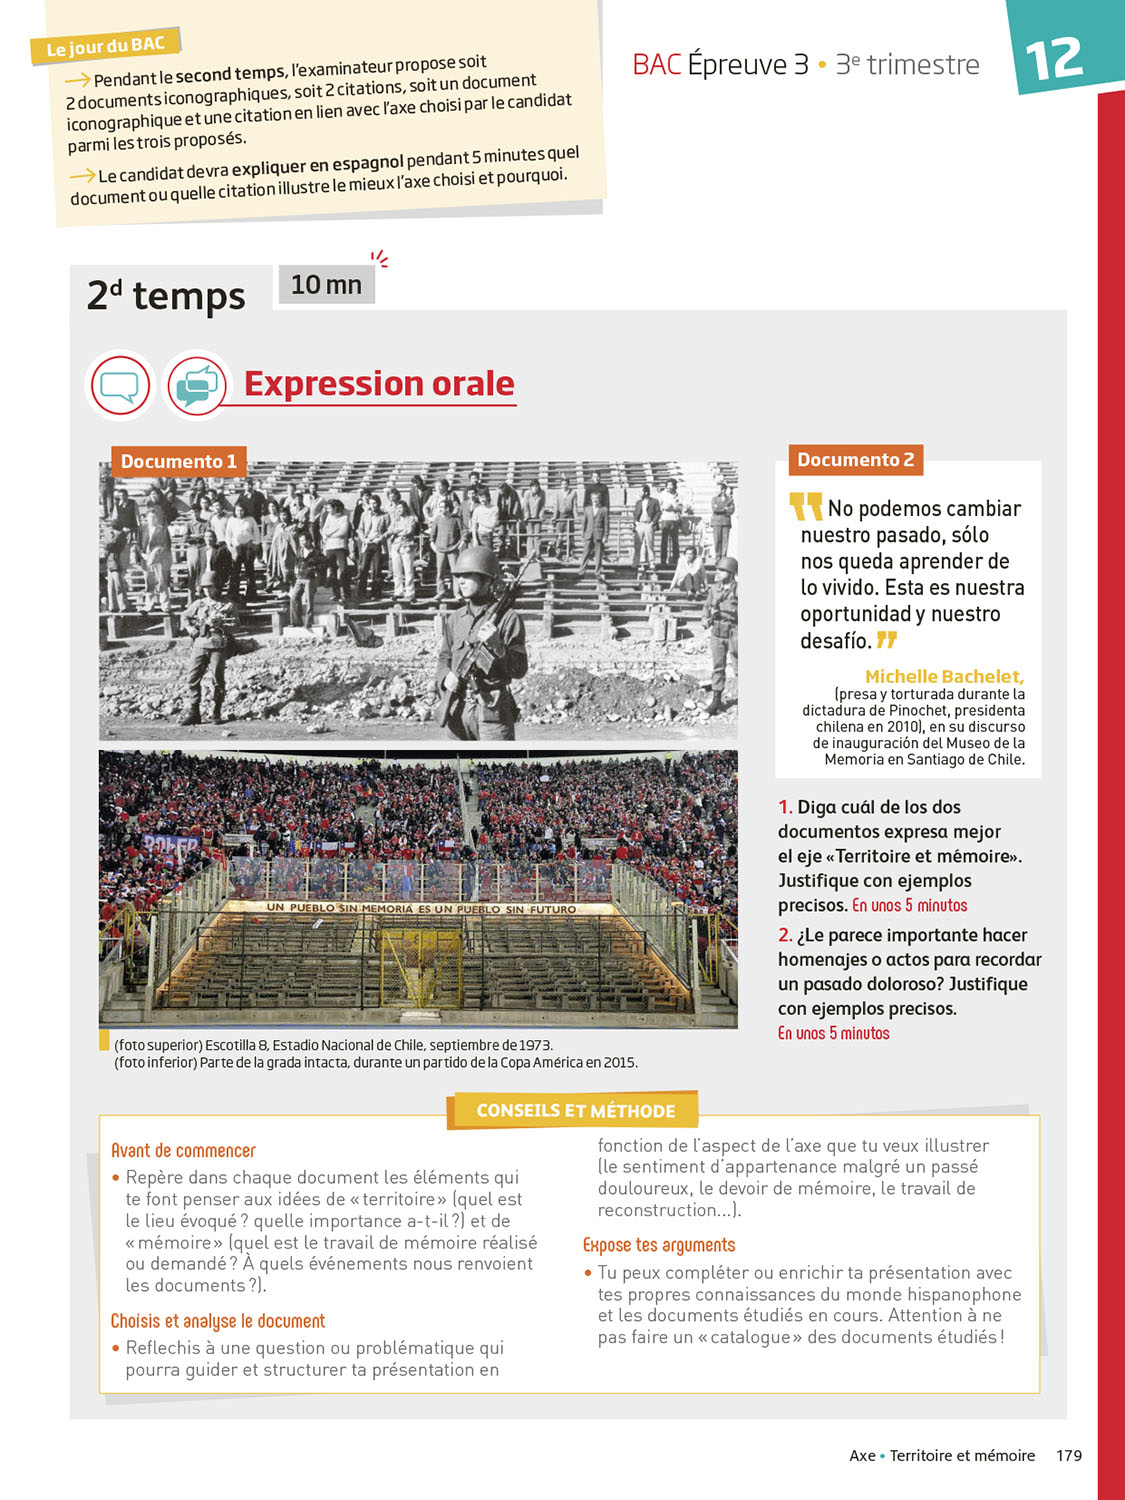 Le jour du BAC
Pendant le second temps, l'examinateur propose soit
2 documents iconographiques, soit 2 citations, soit un document
iconographique et une citation en lien avec l'axe choisi par le candidat
parmi les trois proposés.
Le candidat devra expliquer en espagnol pendant 5 minutes quel
document ou quelle citation illustre le mieux l'axe choisi et pourquoi.
BAC Épreuve 3 • 3e trimestre
12
2d temps
10 mn
Expression orale
Documento 1
BOLER
UN PUEBLO SIN MEMORIA ES UN PUEBLO SIN FUTURO
(foto superior) Escotilla 8, Estadio Nacional de Chile, septiembre de 1973.
(foto inferior) Parte de la grada intacta, durante un partido de la Copa América en 2015.
Documento 2
" No podemos cambiar
nuestro pasado, sólo
nos queda aprender de
lo vivido. Esta es nuestra
oportunidad y nuestro
desafío. "
Michelle Bachelet,
(presa y torturada durante la
dictadura de Pinochet, presidenta
chilena en 2010), en su discurso
de inauguración del Museo de la
Memoria en Santiago de Chile.
1. Diga cuál de los dos
documentos expresa mejor
el eje «Territoire et mémoire».
Justifique con ejemplos
precisos. En unos 5 minutos
2. ¿Le parece importante hacer
homenajes o actos para recordar
un pasado doloroso? Justifique
con ejemplos precisos.
En unos 5 minutos
CONSEILS ET MÉTHODE
Avant de commencer
• Repère dans chaque document les éléments qui
te font penser aux idées de « territoire » (quel est
le lieu évoqué ? quelle importance a-t-il ?) et de
« mémoire » (quel est le travail de mémoire réalisé
ou demandé ? À quels événements nous renvoient
les documents ?).
Choisis et analyse le document
• Reflechis à une question ou problématique qui
pourra guider et structurer ta présentation en
fonction de l'aspect de l'axe que tu veux illustrer
(le sentiment d'appartenance malgré un passé
douloureux, le devoir de mémoire, le travail de
reconstruction...).
Expose tes arguments
• Tu peux compléter ou enrichir ta présentation avec
tes propres connaissances du monde hispanophone
et les documents étudiés en cours. Attention à ne
pas faire un « catalogue » des documents étudiés !
Axe • Territoire et mémoire 179